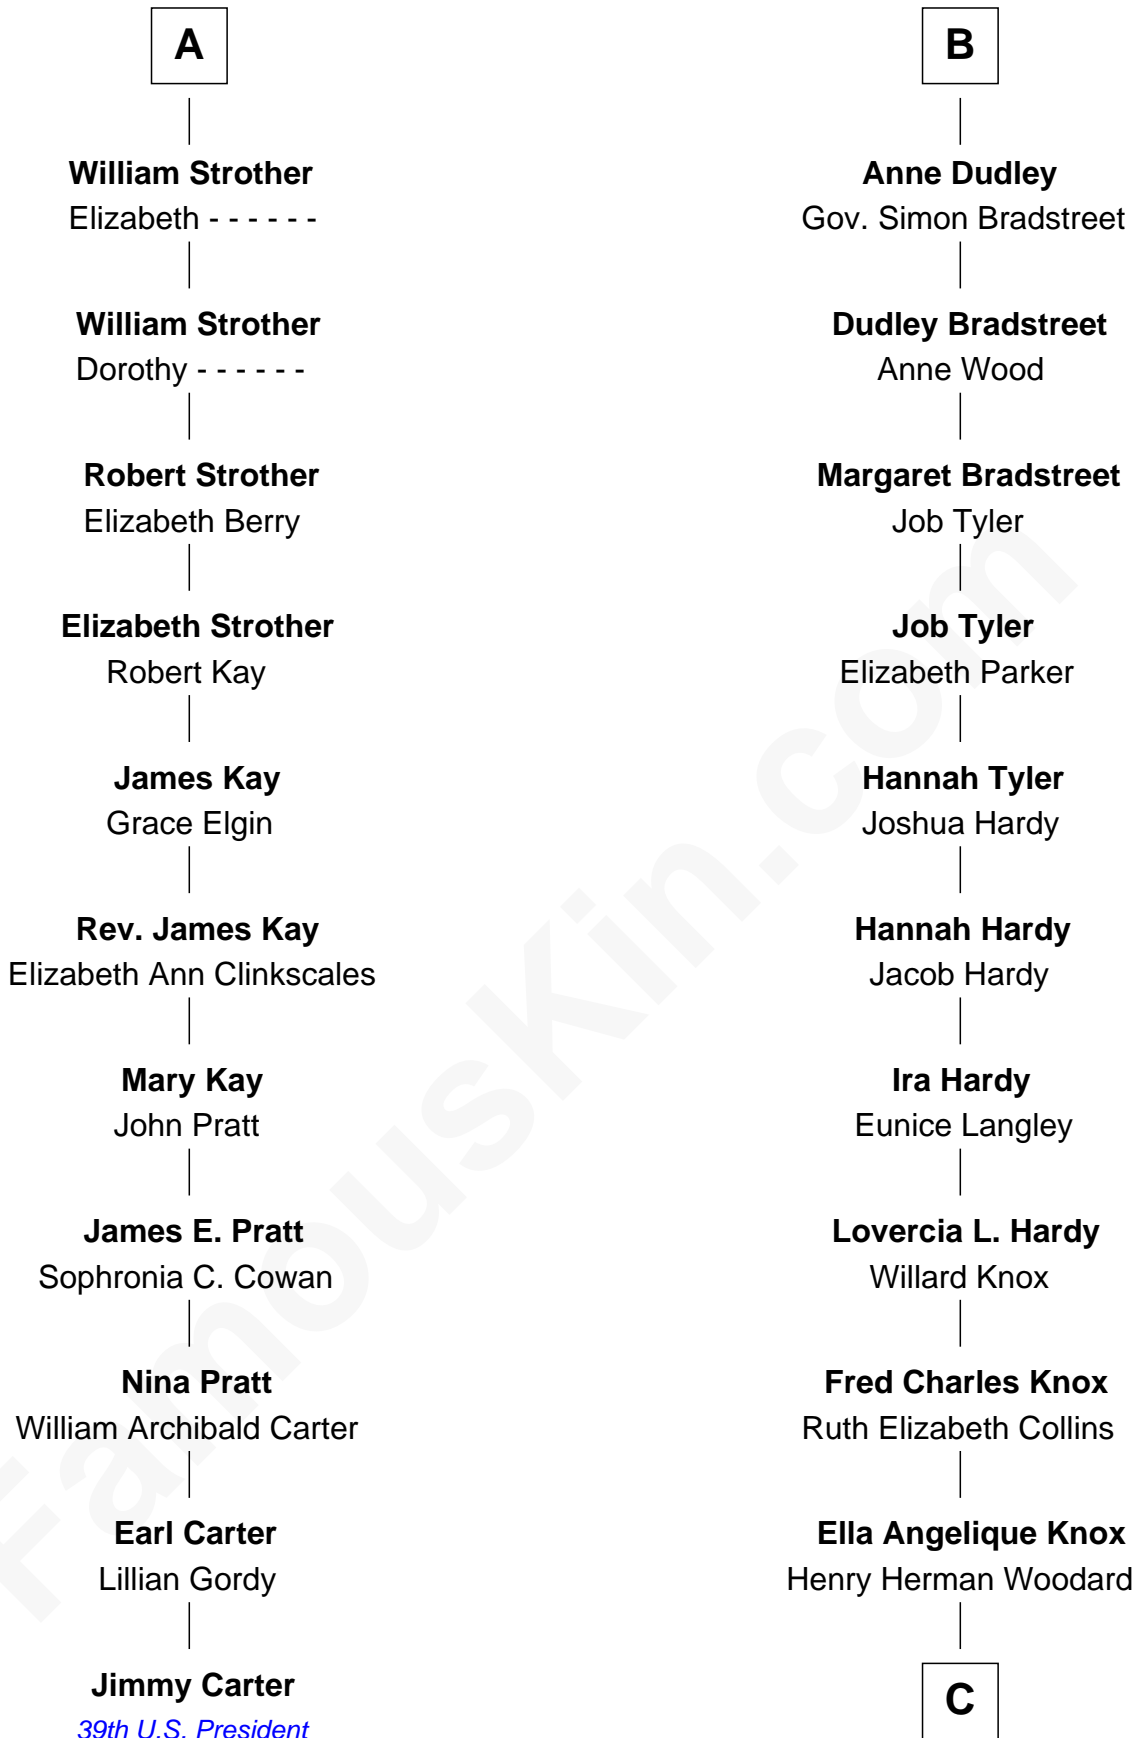 A
William Strother
Elizabeth - - - - - -
William Strother
Dorothy - - - - - -
Robert Strother
Elizabeth Berry
Elizabeth Strother
Robert Kay
James Kay
Grace Elgin
Rev. James Kay
Elizabeth Ann Clinkscales
Mary Kay
John Pratt
James E. Pratt
Sophronia C. Cowan
Nina Pratt
William Archibald Carter
Earl Carter
Lillian Gordy
Jimmy Carter
39th U.S. President
B
Anne Dudley
Gov. Simon Bradstreet
Dudley Bradstreet
Anne Wood
Margaret Bradstreet
Job Tyler
Job Tyler
Elizabeth Parker
Hannah Tyler
Joshua Hardy
Hannah Hardy
Jacob Hardy
Ira Hardy
Eunice Langley
Lovercia L. Hardy
Willard Knox
Fred Charles Knox
Ruth Elizabeth Collins
Ella Angelique Knox
Henry Herman Woodard
C
FamousKin.com